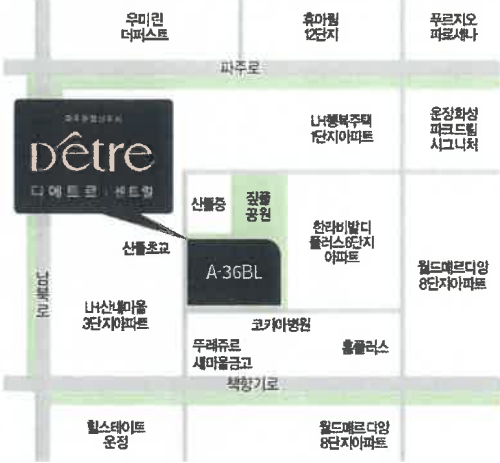 우미린
더퍼스트
휴아림
12단지
푸르지오
파르세나
파주로
D'être
디에트르 센트럴
LH행복주택
1단지아파트
운정화성
파크드림
시그니처
산들중
짚풀
공원
한라비발디
플러스6단지
아파트
산들초교
A-36BL
월드메르디앙
8단지아파트
LH산내마을
3단지아파트
코카아병원
뚜레쥬르
새마을금고
홈플러스
책향기로
힐스테이트
운정
월드메르디앙
8단지아파트